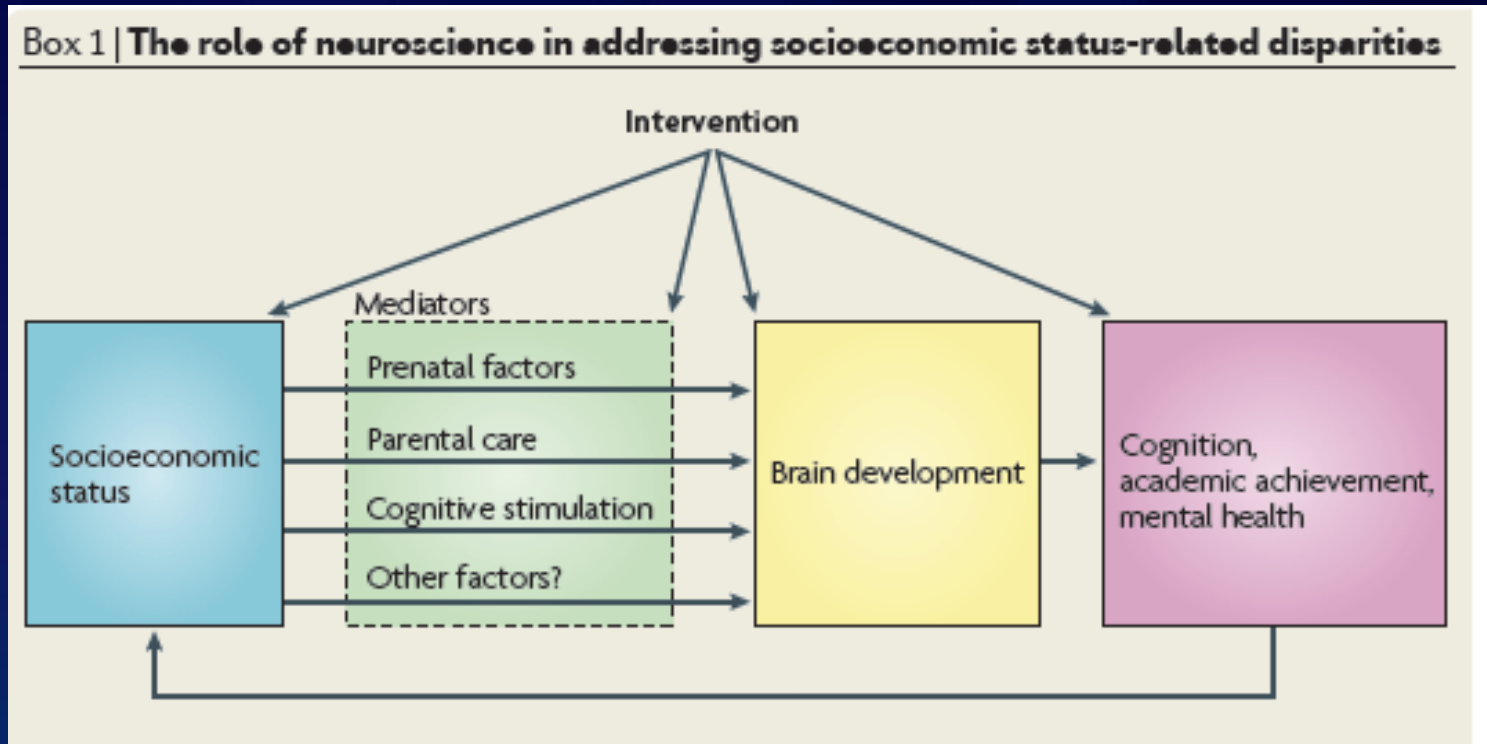 Box 1 | The role of neuroscience in addressing socioeconomic status-related disparities
Intervention
Mediators
Prenatal factors
Parental care
Cognitive stimulation
Other factors?
Socioeconomic
status
Brain development
Cognition,
academic achievement,
mental health